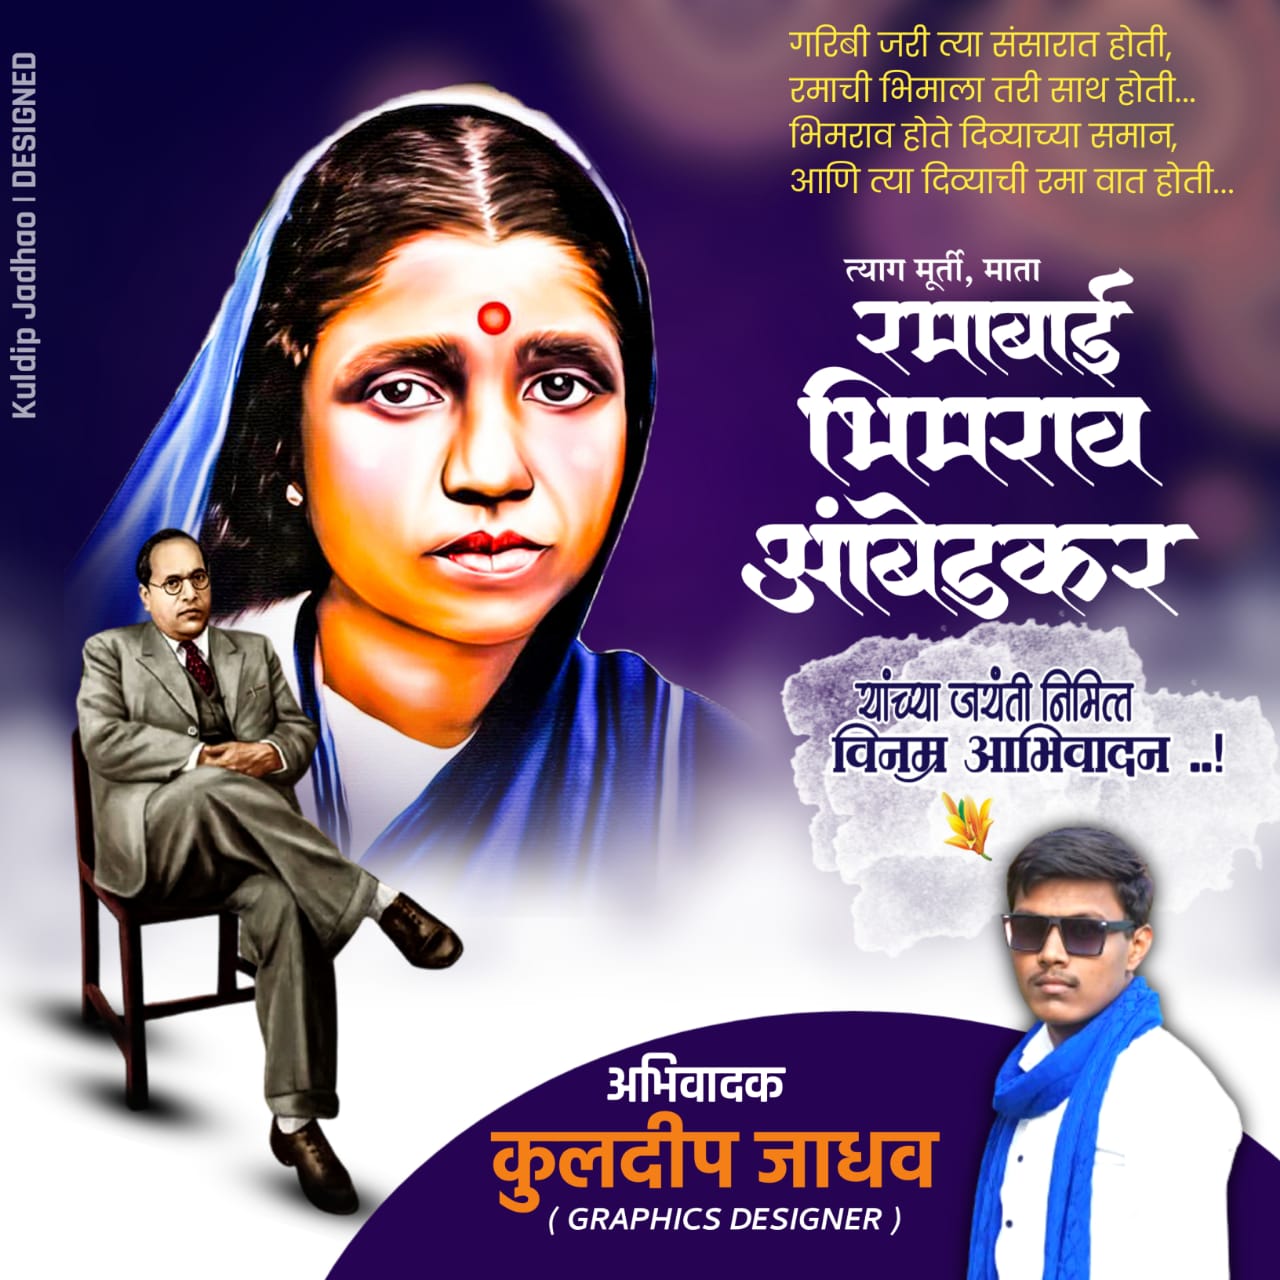 Kuldip Jadhao | DESIGNED
गरिबी जरी त्या संसारात होती,
रमाची भिमाला तरी साथ होती...
भिमराव होते दिव्याच्या समान,
आणि त्या दिव्याची रमा वात होती...
त्याग मूर्ती, माता
रमाबाई
भिमराव
आंबेडकर
यांच्या जयंती निमित्त
विनम्र आभिवादन ..!
अभिवादक
कुलदीप जाधव
( GRAPHICS DESIGNER )